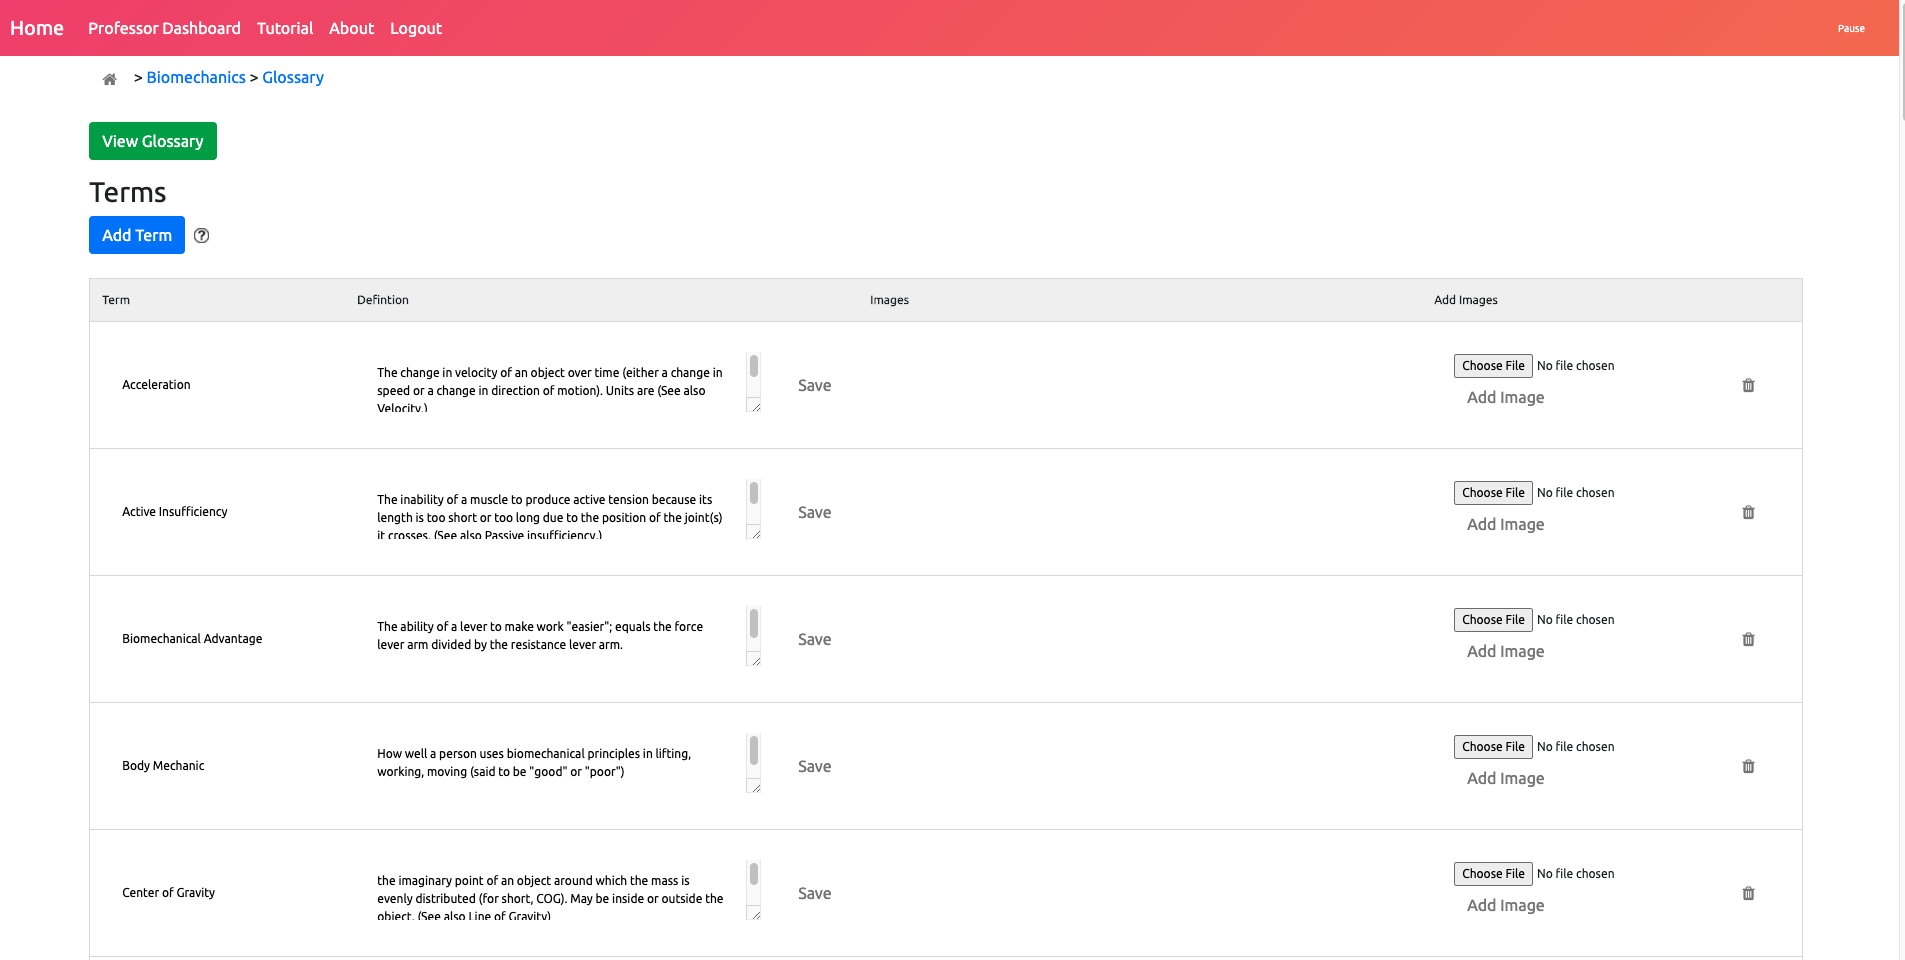 Home Professor Dashboard Tutorial About Logout Pause
> Biomechanics > Glossary
View Glossary
Terms
Add Term ?
Term Defintion Images Add Images
Acceleration
The change in velocity of an object over time (either a change in
speed or a change in direction of motion). Units are (See also
Velocity.)
Save
Choose File No file chosen
Add Image
Active Insufficiency
The inability of a muscle to produce active tension because its
length is too short or too long due to the position of the joint(s)
it crosses. (See also Passive insufficiency.)
Save
Choose File No file chosen
Add Image
Biomechanical Advantage
The ability of a lever to make work "easier"; equals the force
lever arm divided by the resistance lever arm.
Save
Choose File No file chosen
Add Image
Body Mechanic
How well a person uses biomechanical principles in lifting,
working, moving (said to be "good" or "poor")
Save
Choose File No file chosen
Add Image
Center of Gravity
the imaginary point of an object around which the mass is
evenly distributed (for short, COG). May be inside or outside the
object. (See also Line of Gravity)
Save
Choose File No file chosen
Add Image